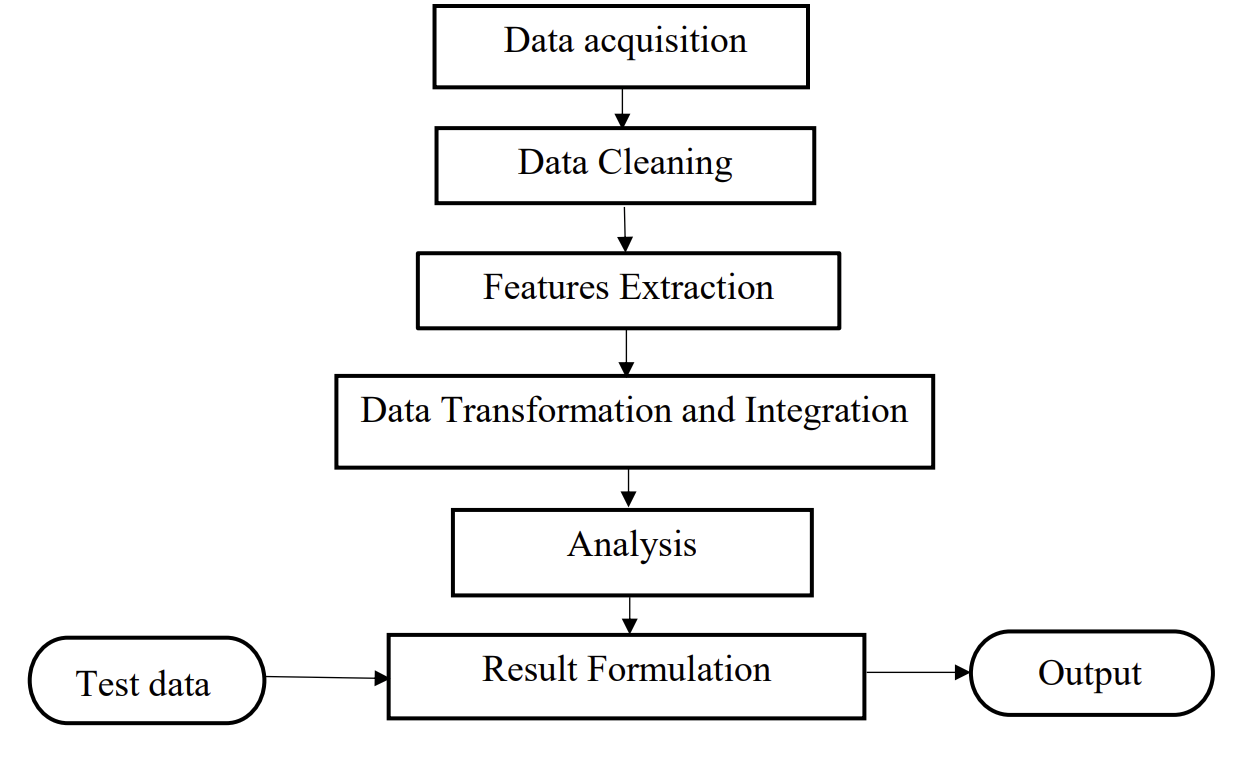 Data acquisition
Data Cleaning
Features Extraction
Data Transformation and Integration
Analysis
Result Formulation
Test data
Output